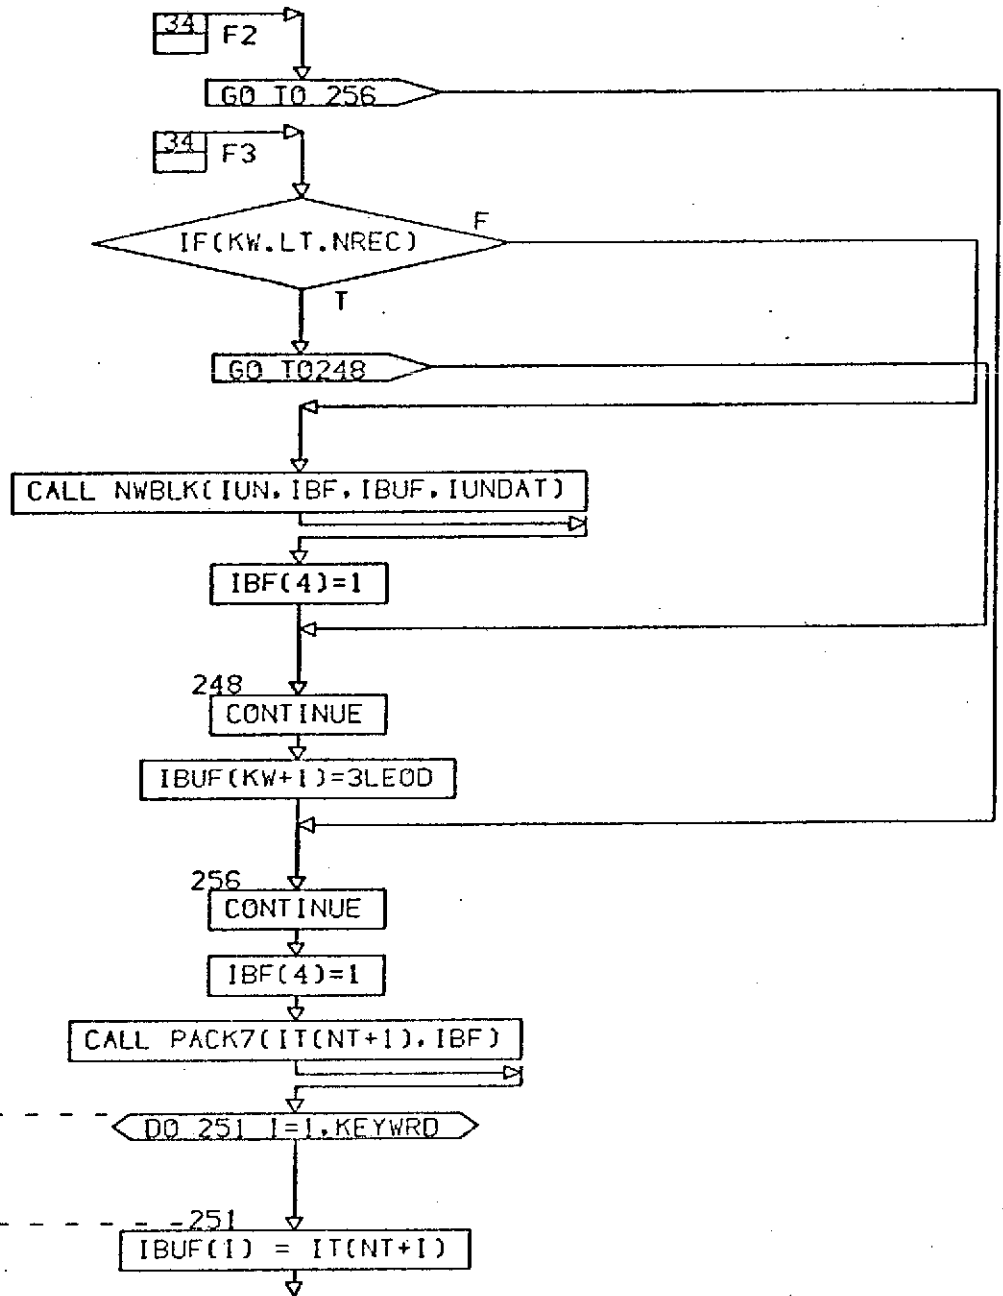 34 F2
GO TO 256
34 F3
IF(KW.LT.NREC) F
T
GO TO248
CALL NWBLK(IUN,IBF,IBUF,IUNDAT)
IBF(4)=1
248
CONTINUE
IBUF(KW+1)=3LEOD
256
CONTINUE
IBF(4)=1
CALL PACK7(IT(NT+1),IBF)
DO 251 I=1,KEYWRD
251
IBUF(I) = IT(NT+I)